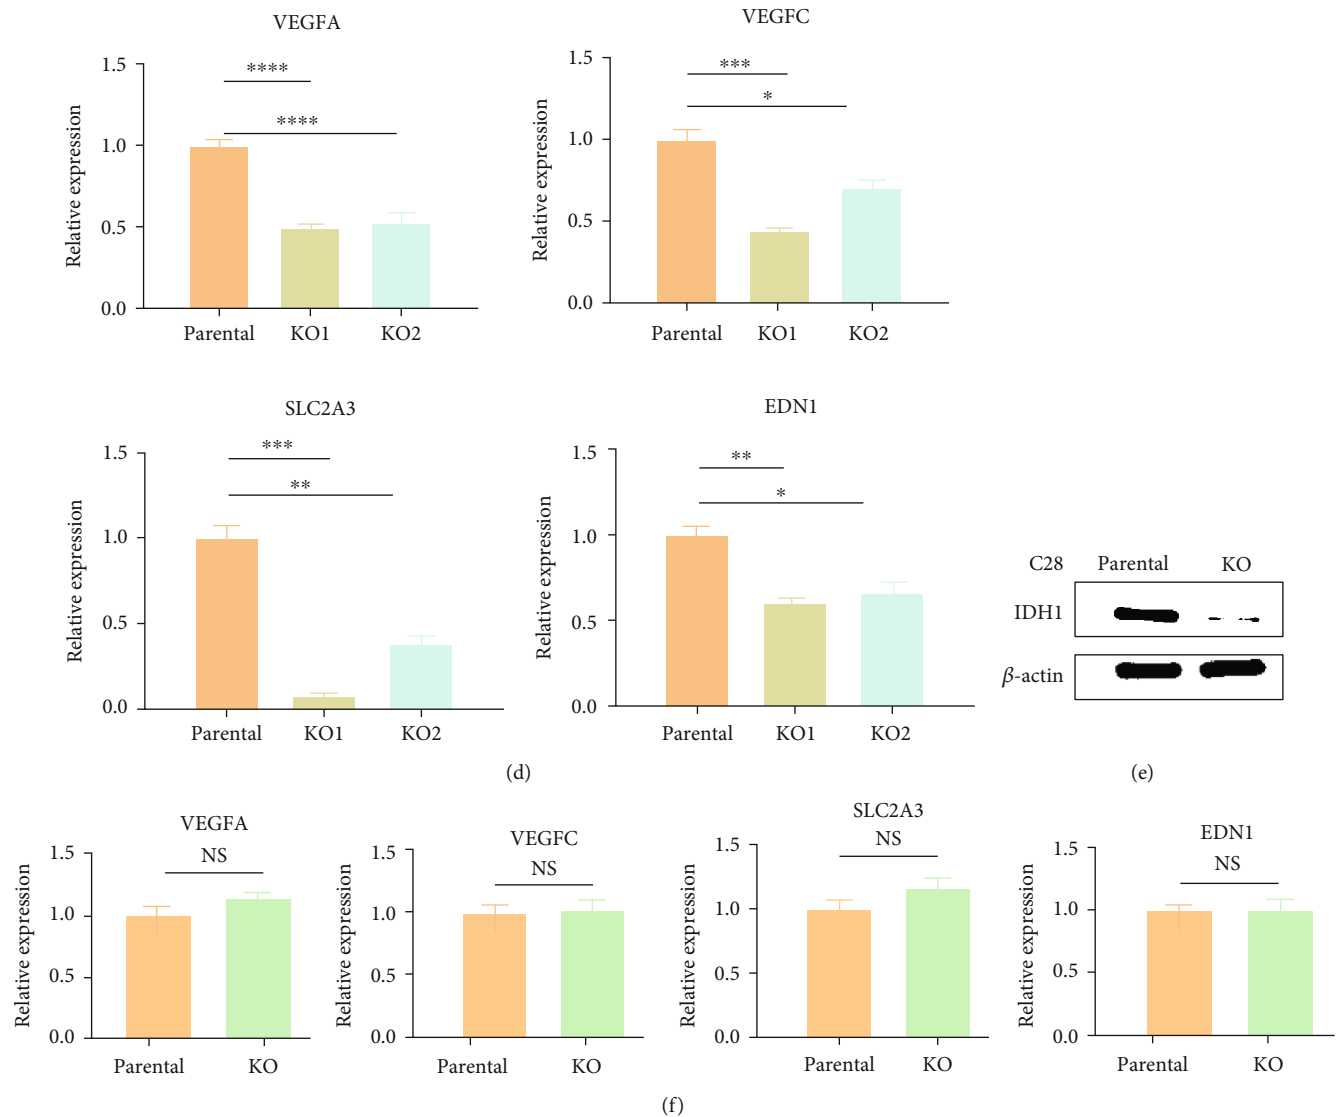 VEGFA
1.5
1.0
0.5
0.0
Relative expression
****
****
Parental KO1 KO2
VEGFC
1.5
1.0
0.5
0.0
Relative expression
***
*
Parental KO1 KO2
SLC2A3
1.5
1.0
0.5
0.0
Relative expression
***
**
Parental KO1 KO2
EDN1
1.5
1.0
0.5
0.0
Relative expression
**
*
Parental KO1 KO2
(d)
C28 Parental KO
IDH1
β-actin
(e)
VEGFA
NS
1.5
1.0
0.5
0.0
Relative expression
Parental KO
VEGFC
NS
1.5
1.0
0.5
0.0
Relative expression
Parental KO
SLC2A3
NS
1.5
1.0
0.5
0.0
Relative expression
Parental KO
EDN1
NS
1.5
1.0
0.5
0.0
Relative expression
Parental KO
(f)